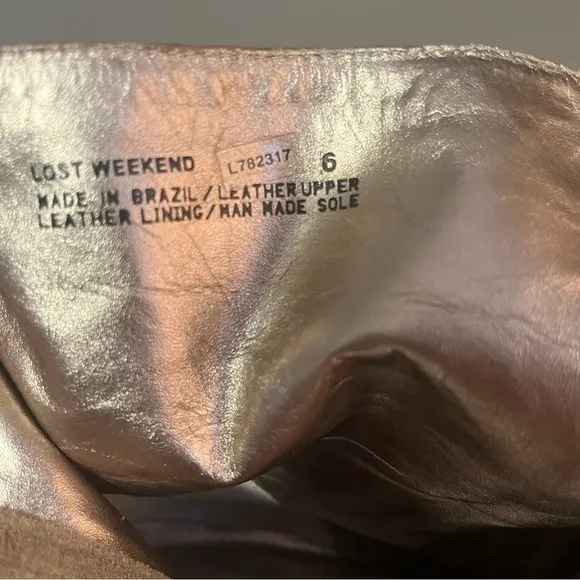 LOST WEEKEND L782317 6
MADE IN BRAZIL/LEATHER UPPER
LEATHER LINING/MAN MADE SOLE